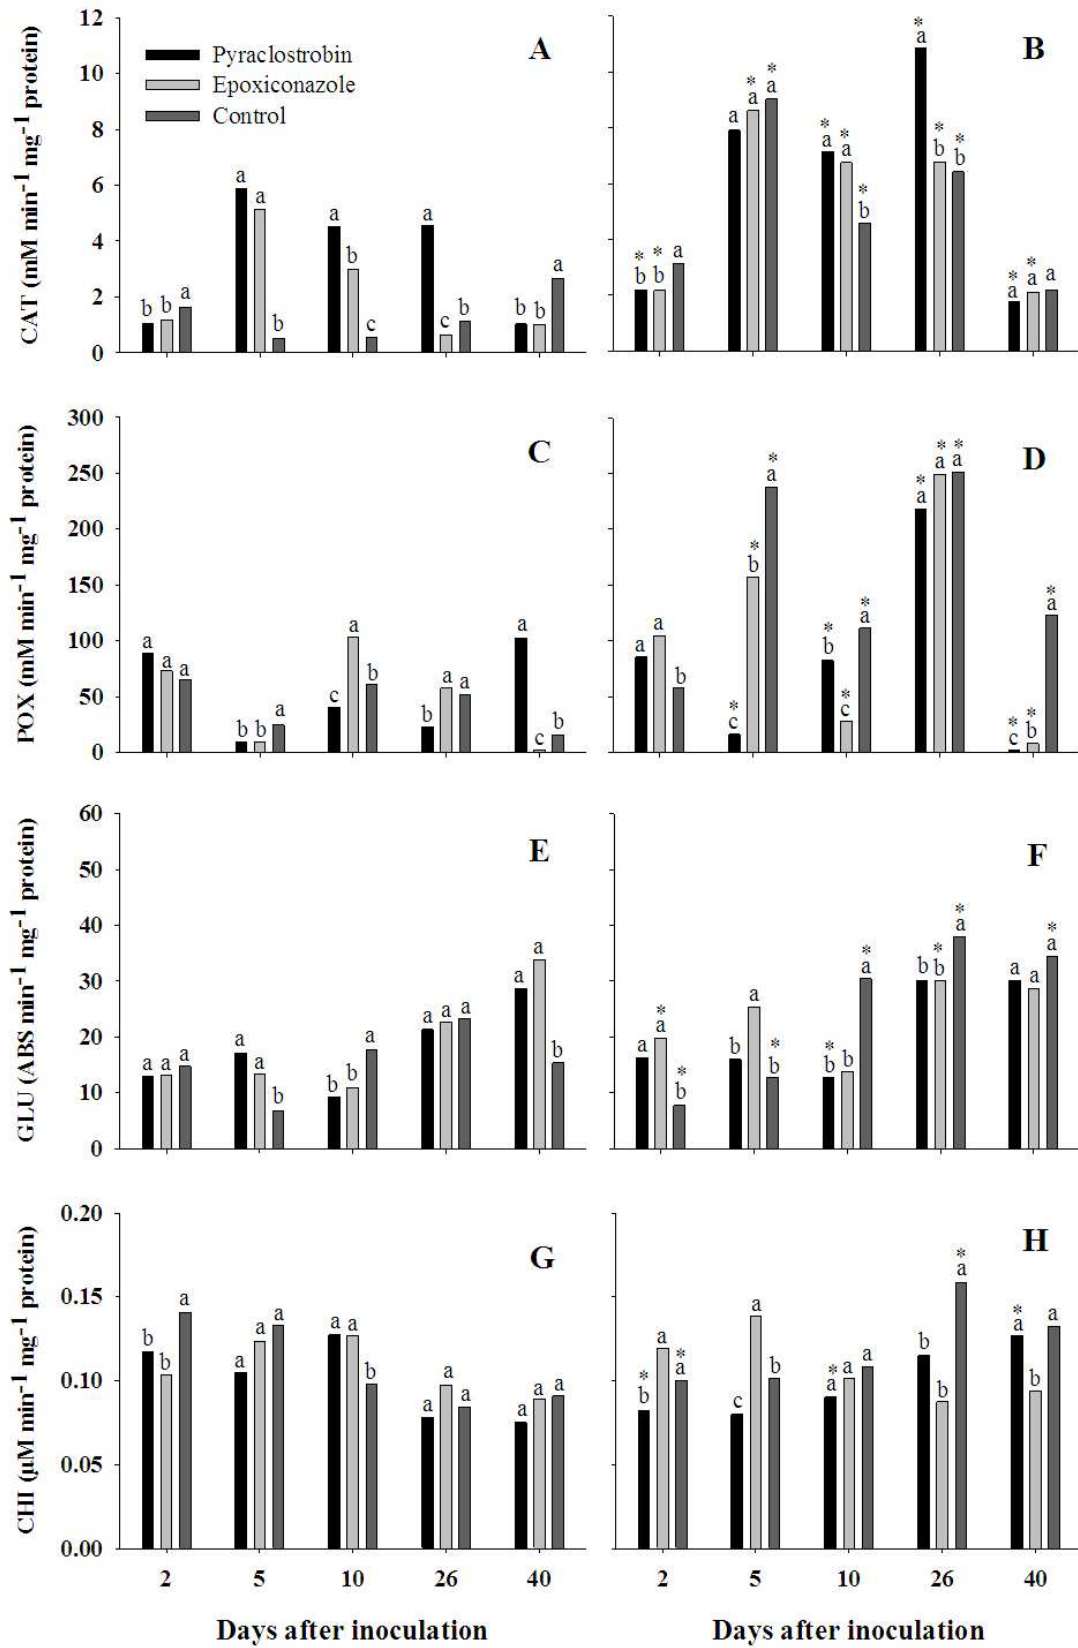 12
10
8
6
4
2
0
CAT (mM min⁻¹ mg⁻¹ protein)
Pyraclostrobin
Epoxiconazole
Control
A
b b a
a a b
a b c
a c b
b b a
B
* * 
b b a
* *
a a a
* * *
a a b
* * *
a b b
* *
a a a
300
250
200
150
100
50
0
POX (mM min⁻¹ mg⁻¹ protein)
C
a a a
b b a
c a b
b a a
a c b
D
a a b
* * *
c b a
* * *
b c a
* * *
a a a
* * *
c b a
60
50
40
30
20
10
0
GLU (ABS min⁻¹ mg⁻¹ protein)
E
a a a
a a b
b b a
a a a
a a b
F
* *
a a b
*
b a b
* *
b b a
* *
b b a
*
a a a
0.20
0.15
0.10
0.05
0.00
CHI (µM min⁻¹ mg⁻¹ protein)
G
b b a
a a a
a a b
a a a
a a a
H
* *
b a a
c a b
*
a a a
*
b b a
*
a b a
2 5 10 26 40
Days after inoculation
2 5 10 26 40
Days after inoculation